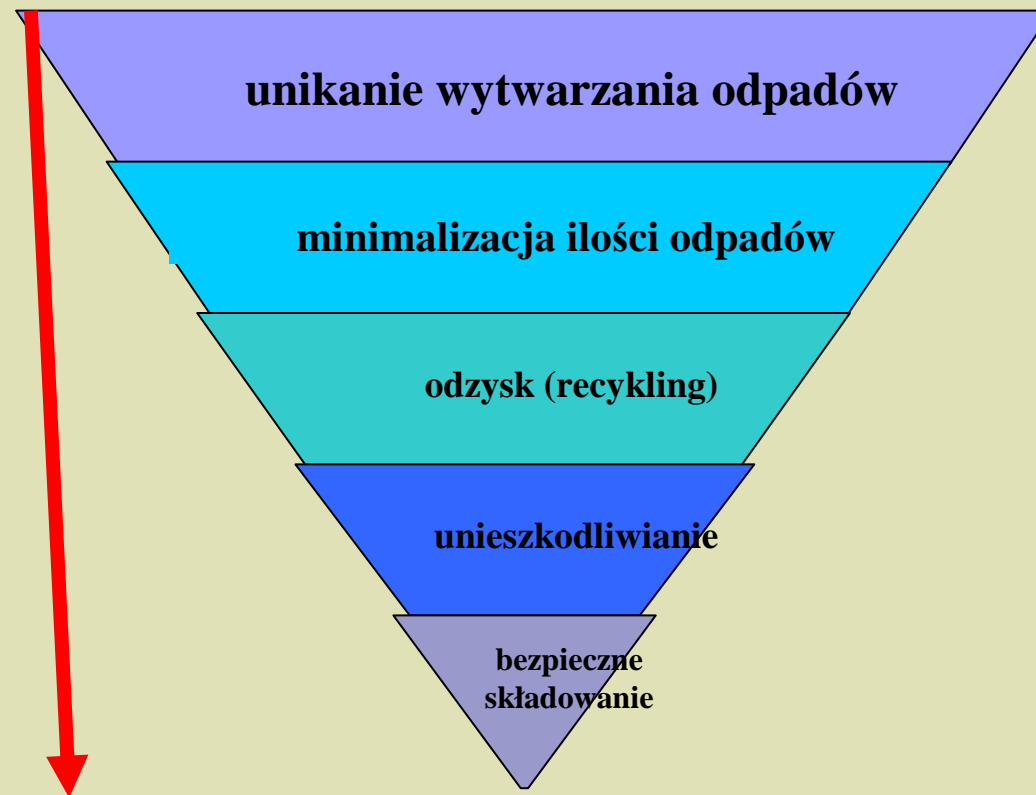 unikanie wytwarzania odpadów
minimalizacja ilości odpadów
odzysk (recykling)
unieszkodliwianie
bezpieczne
składowanie